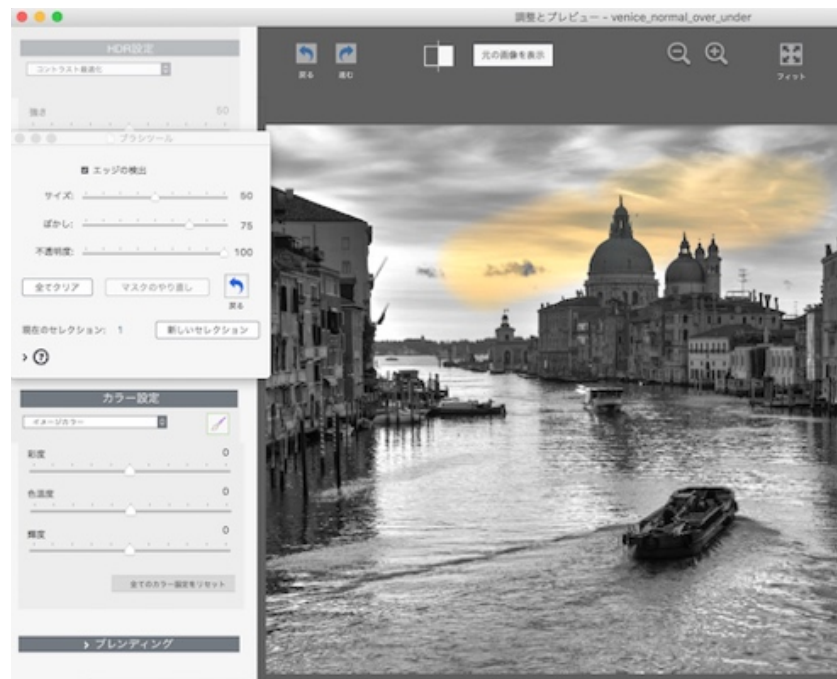 調整とプレビュー - venice_normal_over_under
HDR設定
コントラスト最適化
強さ 50
戻る
進む
元の画像を表示
フィット
ブラシツール
エッジの検出
サイズ: 50
ぼかし: 75
不透明度: 100
全てクリア
マスクのやり直し
戻る
現在のセレクション: 1
新しいセレクション
カラー設定
イメージカラー
彩度 0
色温度 0
輝度 0
全てのカラー設定をリセット
ブレンディング